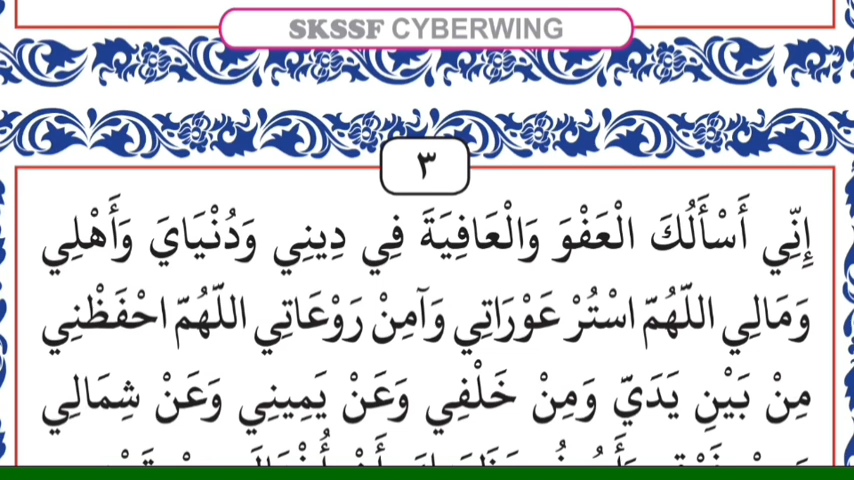 SKSSF CYBERWING
٣
إِنِّي أَسْأَلُكَ الْعَفْوَ وَالْعَافِيَةَ فِي دِينِي وَدُنْيَايَ وَأَهْلِي
وَمَالِي اللّهُمّ اسْتُرْ عَوْرَاتِي وَآمِنْ رَوْعَاتِي اللّهُمّ احْفَظْنِي
مِنْ بَيْنِ يَدَيّ وَمِنْ خَلْفِي وَعَنْ يَمِينِي وَعَنْ شِمَالِي